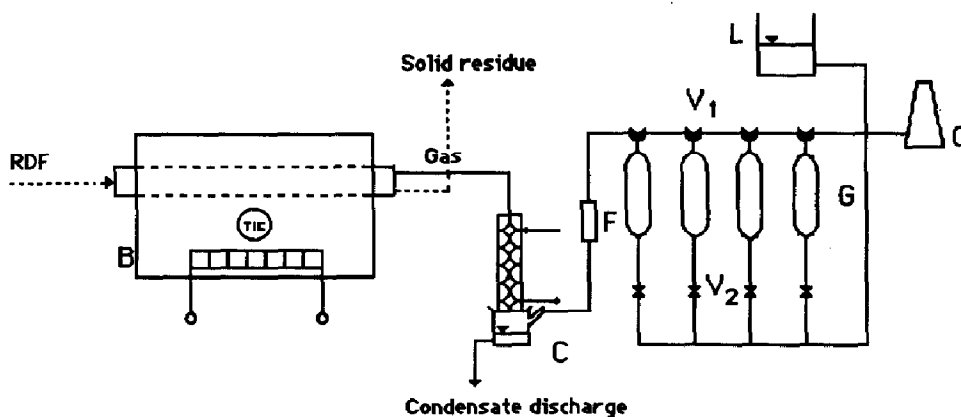 L
Solid residue
V1
RDF
Gas
F
G
TIC
B
V2
C
Condensate discharge